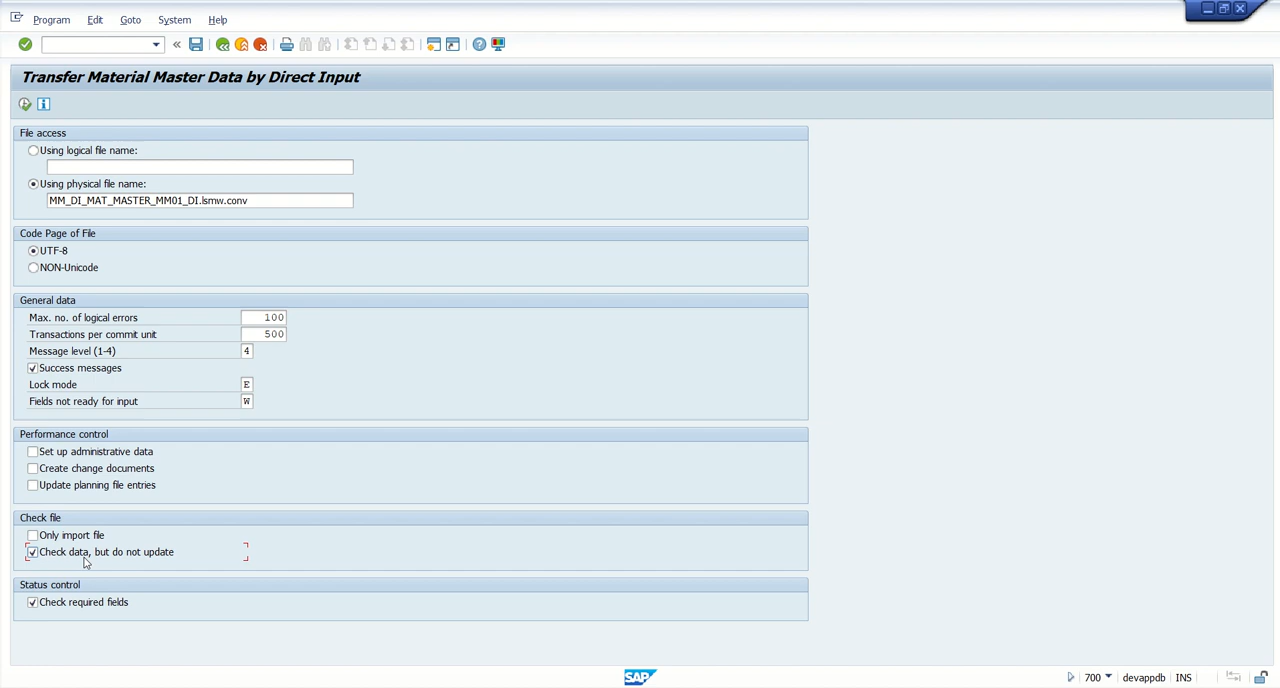 Program Edit Goto System Help
Transfer Material Master Data by Direct Input
File access
Using logical file name:
Using physical file name:
MM_DI_MAT_MASTER_MM01_DI.lsmw.conv
Code Page of File
UTF-8
NON-Unicode
General data
Max. no. of logical errors 100
Transactions per commit unit 500
Message level (1-4) 4
Success messages
Lock mode E
Fields not ready for input W
Performance control
Set up administrative data
Create change documents
Update planning file entries
Check file
Only import file
Check data, but do not update
Status control
Check required fields
SAP 700 devappdb INS